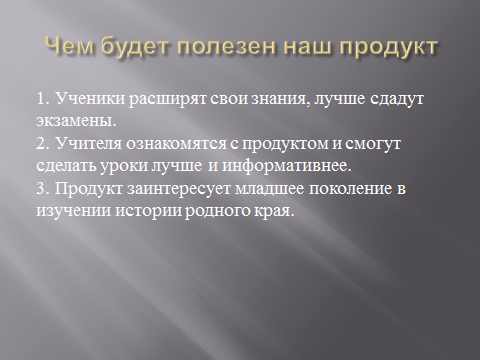 Чем будет полезен наш продукт
1. Ученики расширят свои знания, лучше сдадут
экзамены.
2. Учителя ознакомятся с продуктом и смогут
сделать уроки лучше и информативнее.
3. Продукт заинтересует младшее поколение в
изучении истории родного края.